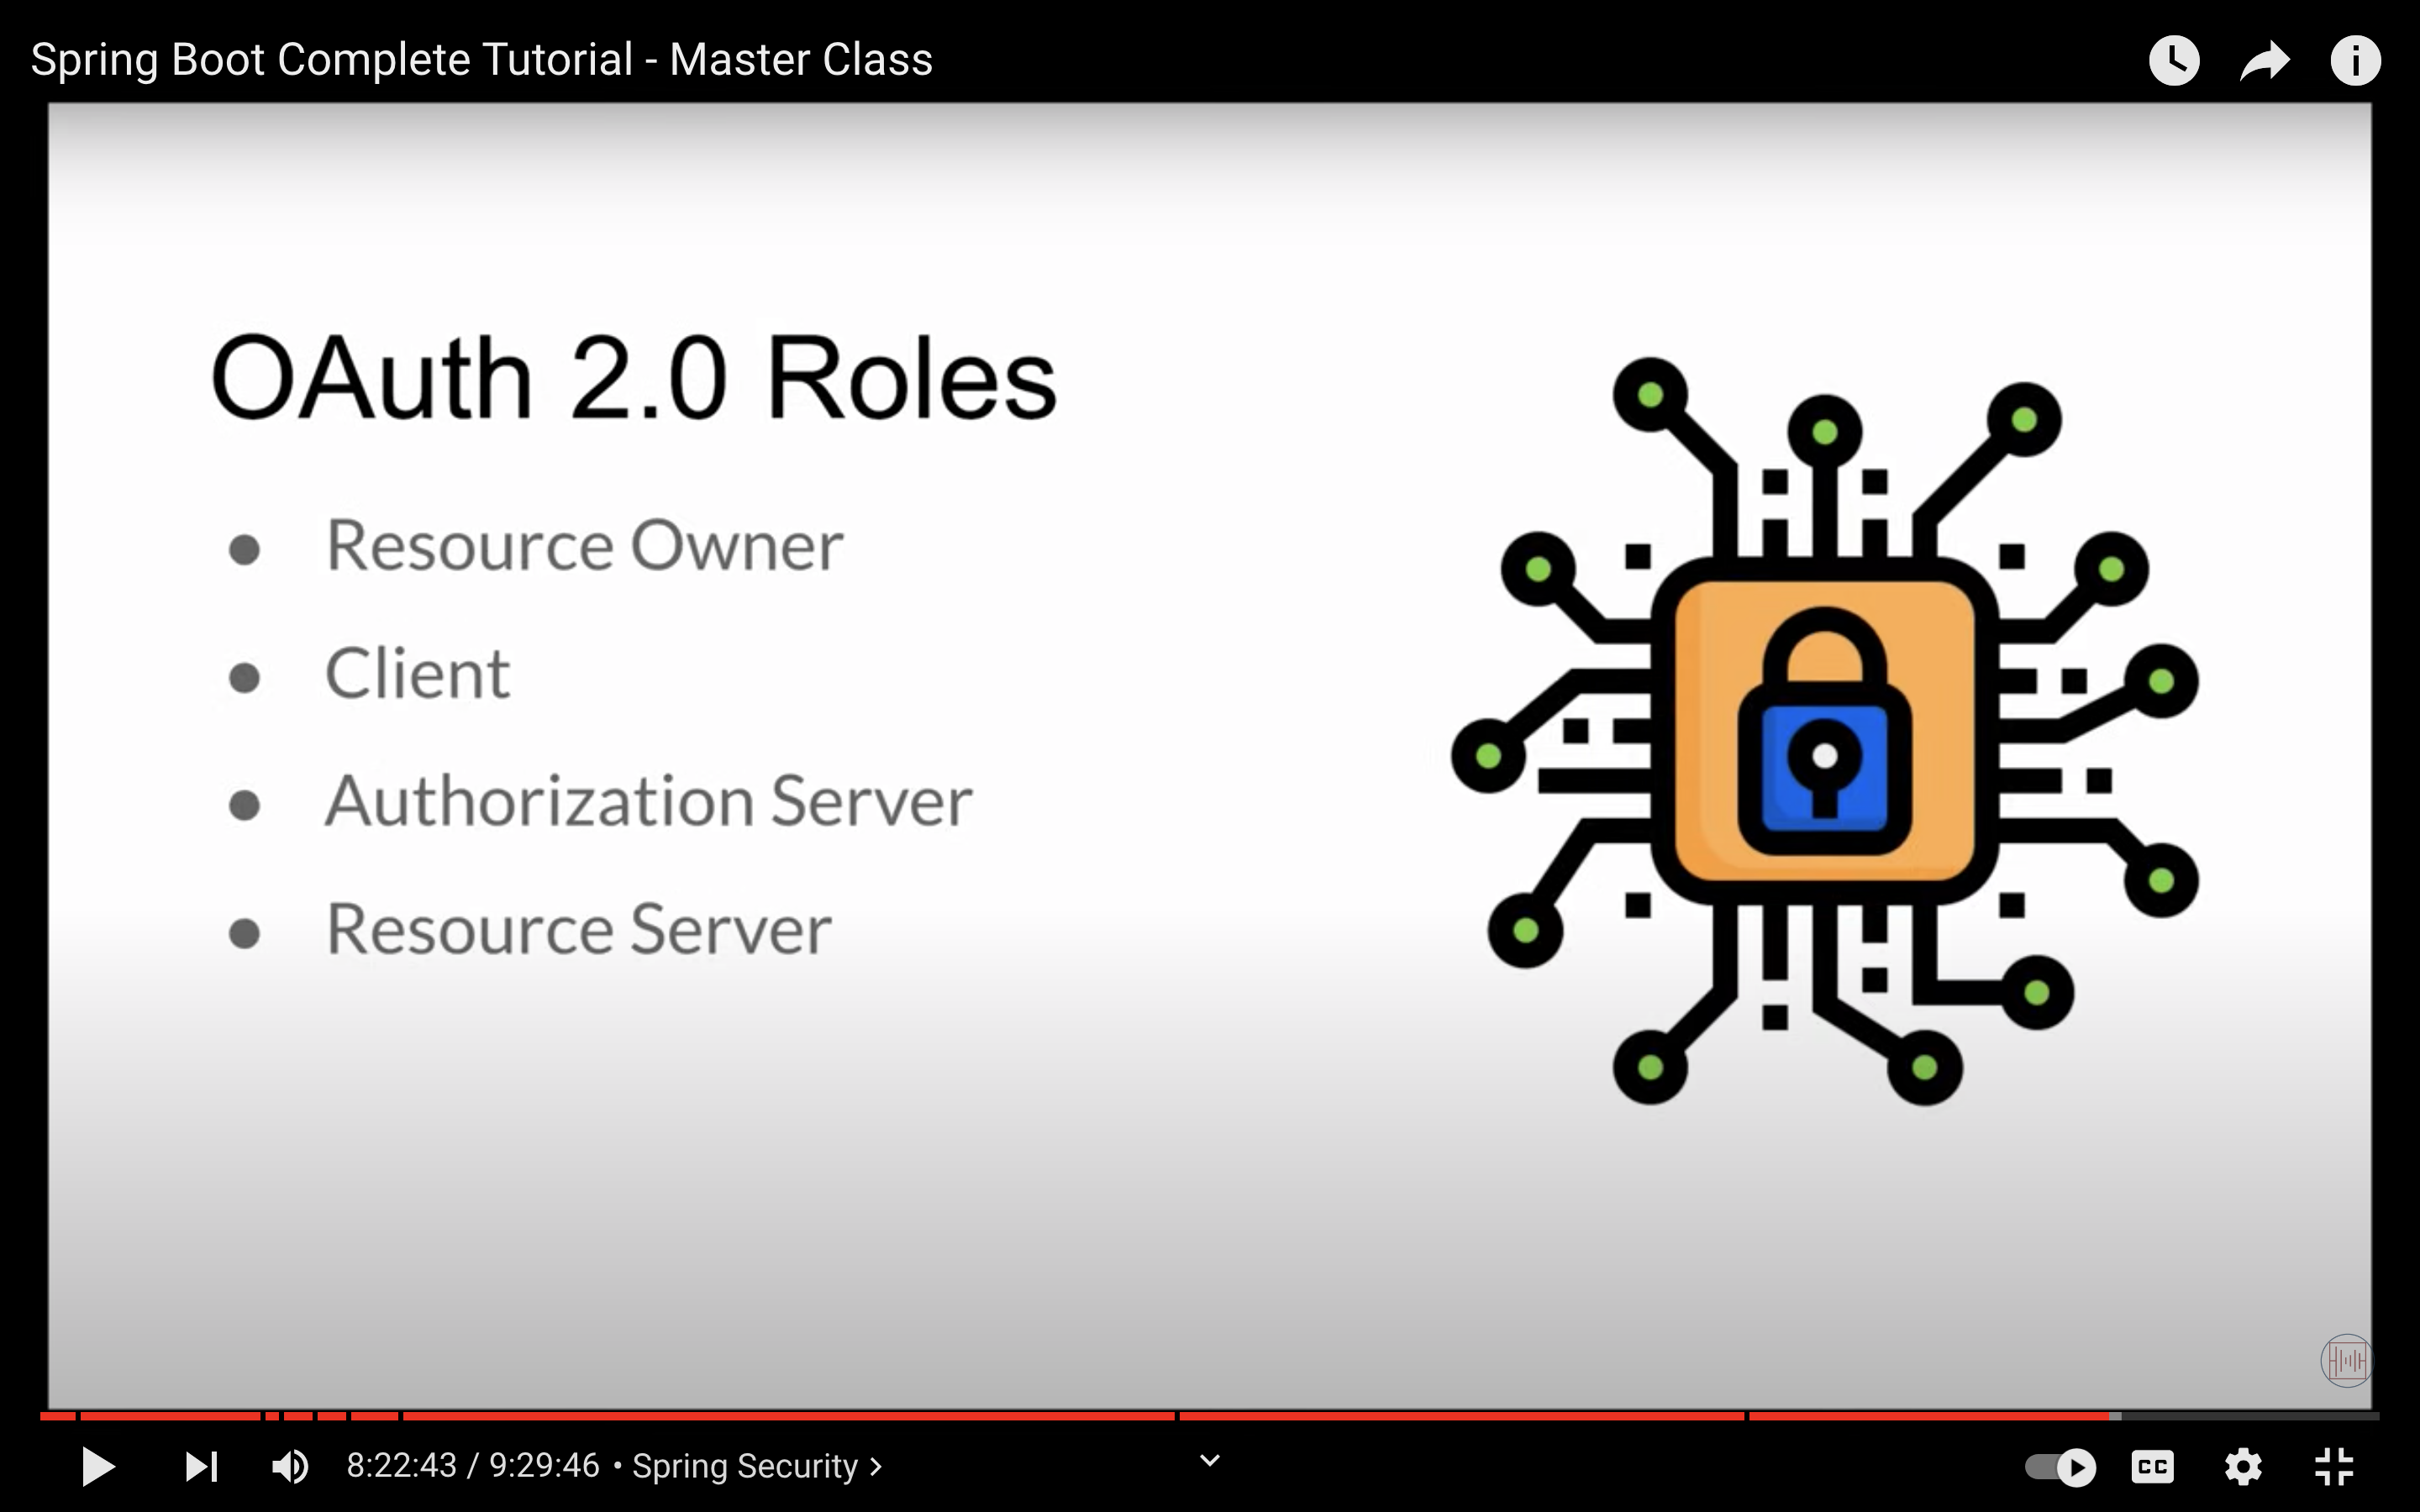 Spring Boot Complete Tutorial - Master Class
OAuth 2.0 Roles
● Resource Owner
● Client
● Authorization Server
● Resource Server
8:22:43 / 9:29:46 • Spring Security >
CC